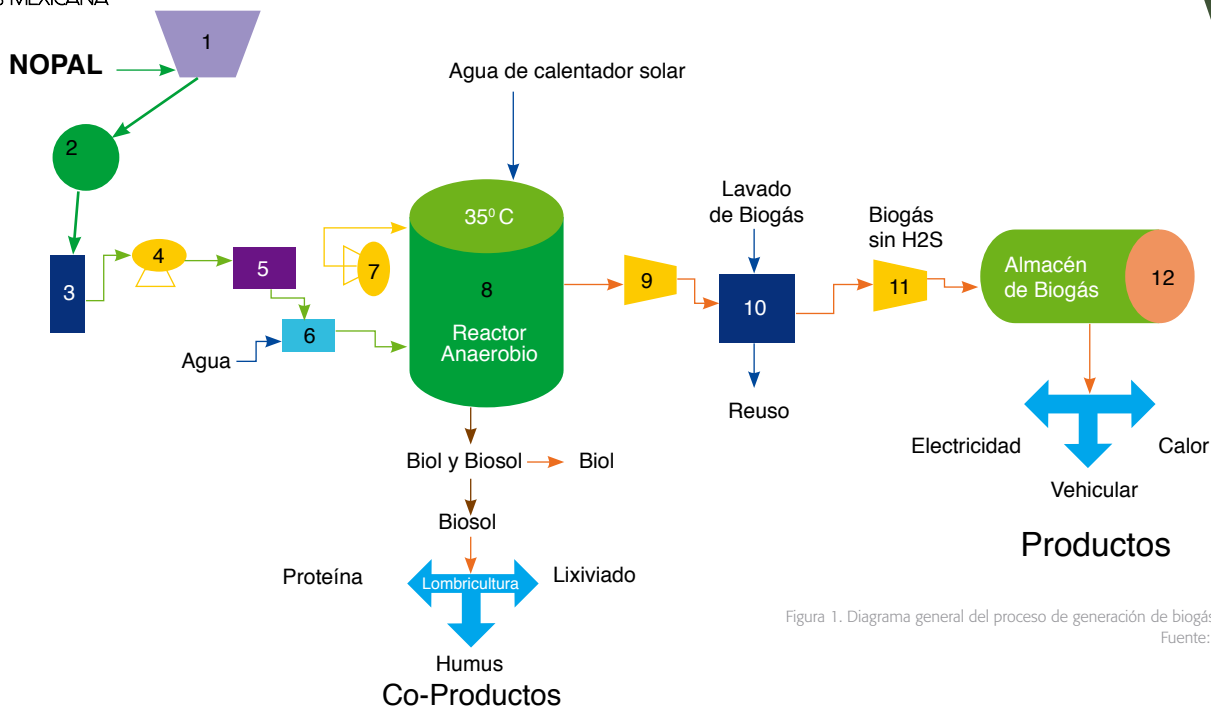 NOPAL
1
2
3
4
5
6
Agua
7
Agua de calentador solar
35⁰ C
8
Reactor
Anaerobio
9
Lavado
de Biogás
10
Reuso
Biogás
sin H2S
11
Almacén
de Biogás
12
Electricidad
Calor
Vehicular
Productos
Biol y Biosol
Biol
Biosol
Proteína
Lombricultura
Lixiviado
Humus
Co-Productos
Figura 1. Diagrama general del proceso de generación de biogás
Fuente: